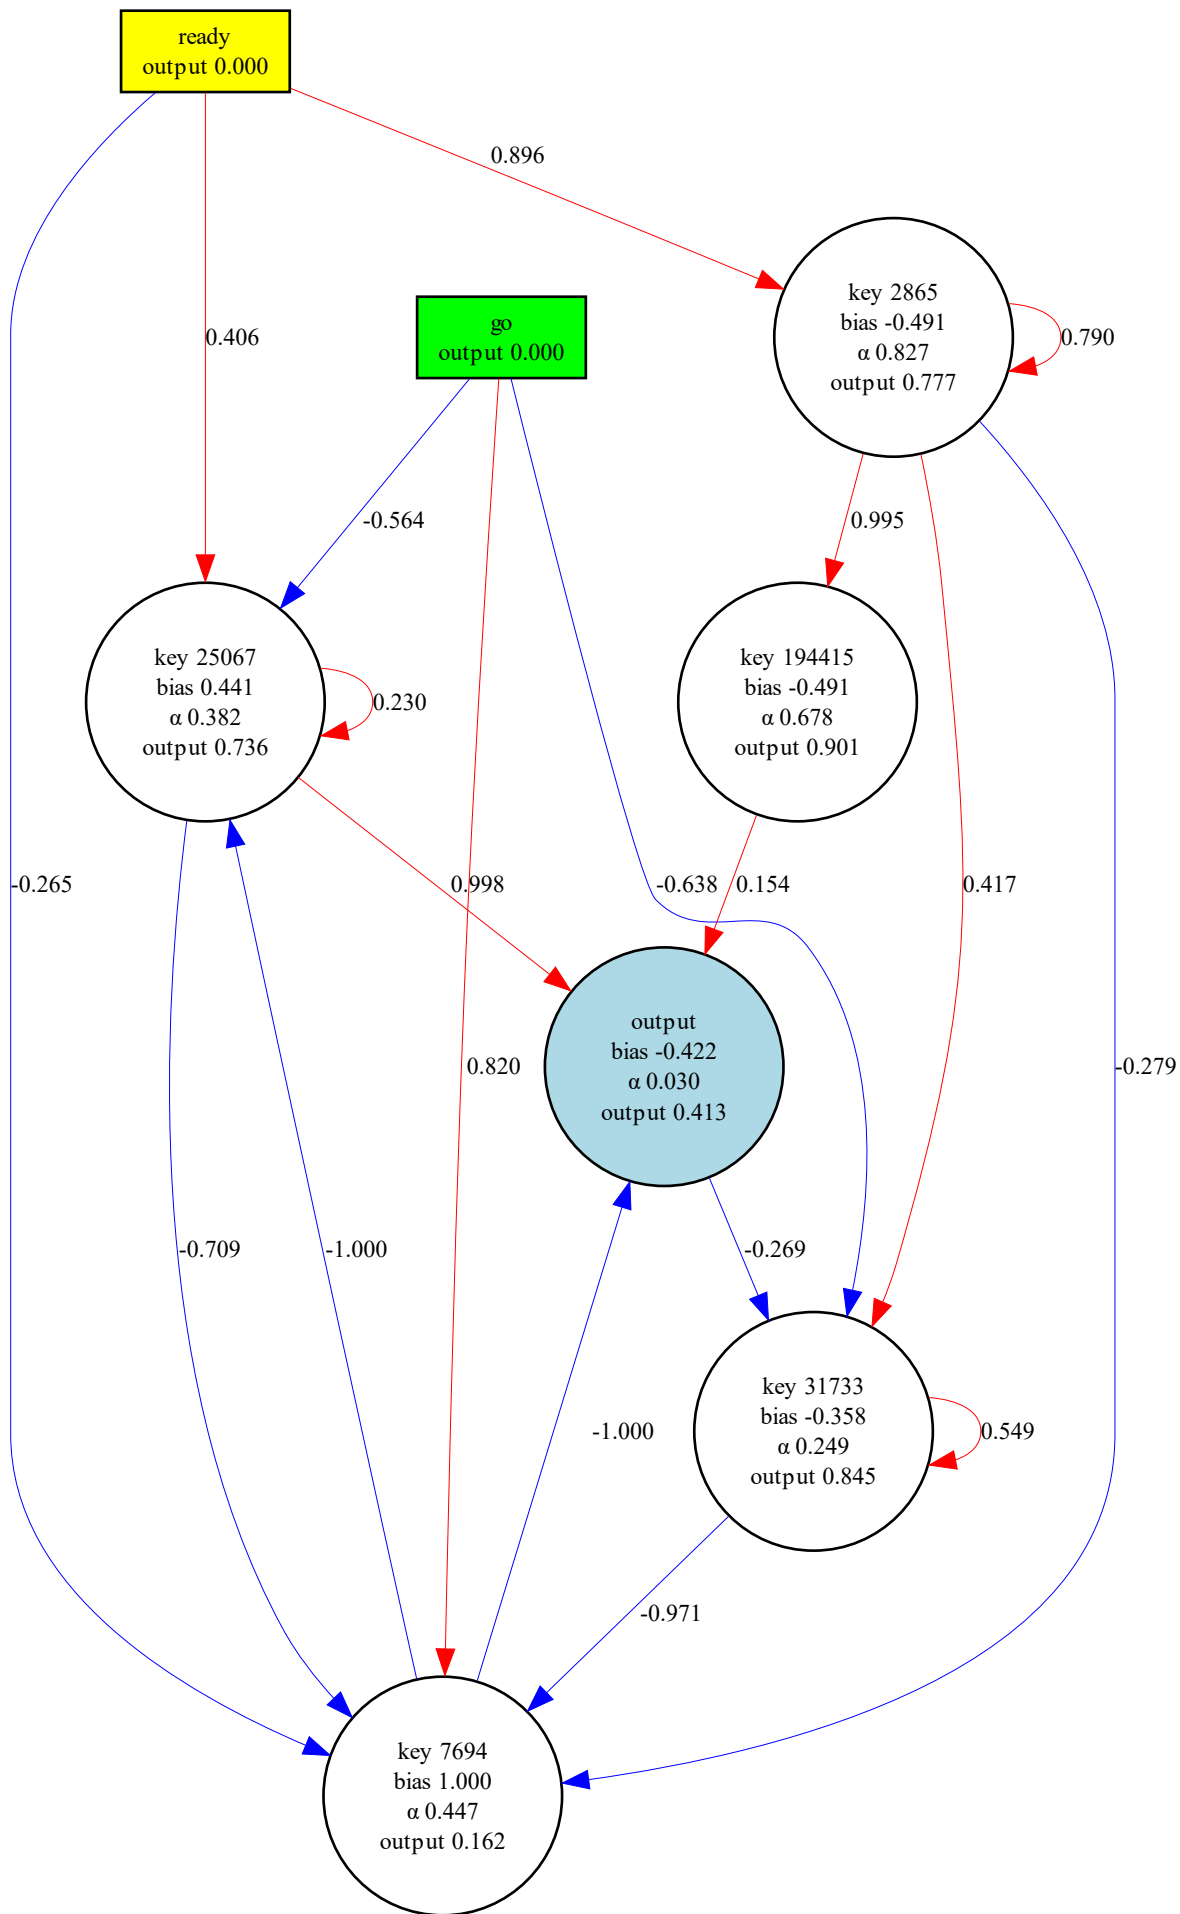 ready
output 0.000
0.896
key 2865
bias -0.491
α 0.827
output 0.777
0.790
go
output 0.000
0.406
-0.564
0.995
key 25067
bias 0.441
α 0.382
output 0.736
0.230
key 194415
bias -0.491
α 0.678
output 0.901
-0.265
0.998
-0.638
0.154
0.417
output
bias -0.422
α 0.030
output 0.413
0.820
-0.279
-0.709
-1.000
-0.269
key 31733
bias -0.358
α 0.249
output 0.845
0.549
-1.000
-0.971
key 7694
bias 1.000
α 0.447
output 0.162